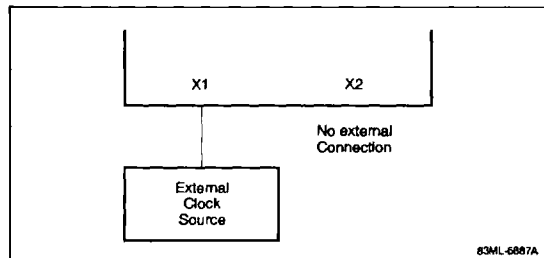 X1 X2
No external
Connection
External
Clock
Source
83ML-6887A